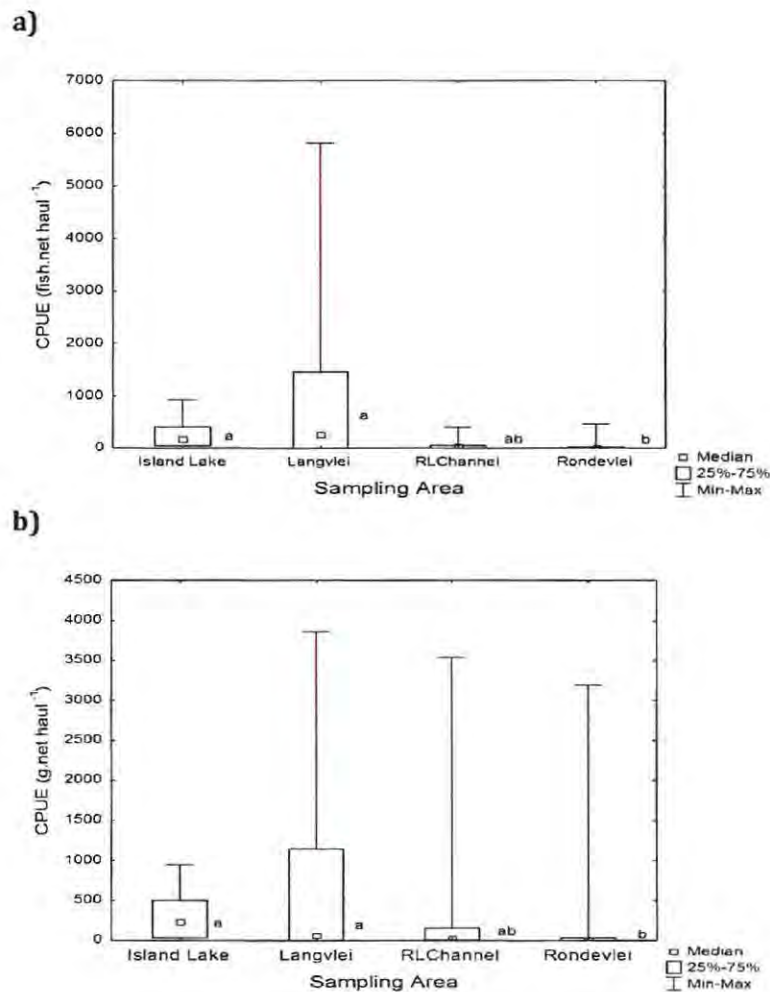 a)
7000
6000
5000
4000
3000
2000
1000
0
CPUE (fish.net haul⁻¹)
a
a
ab
b
Island Lake Langvlei RLChannel Rondevlei
Sampling Area
Median
25%-75%
Min-Max
b)
4500
4000
3500
3000
2500
2000
1500
1000
500
0
CPUE (g.net haul⁻¹)
a
a
ab
b
Island Lake Langvlei RLChannel Rondevlei
Sampling Area
Median
25%-75%
Min-Max